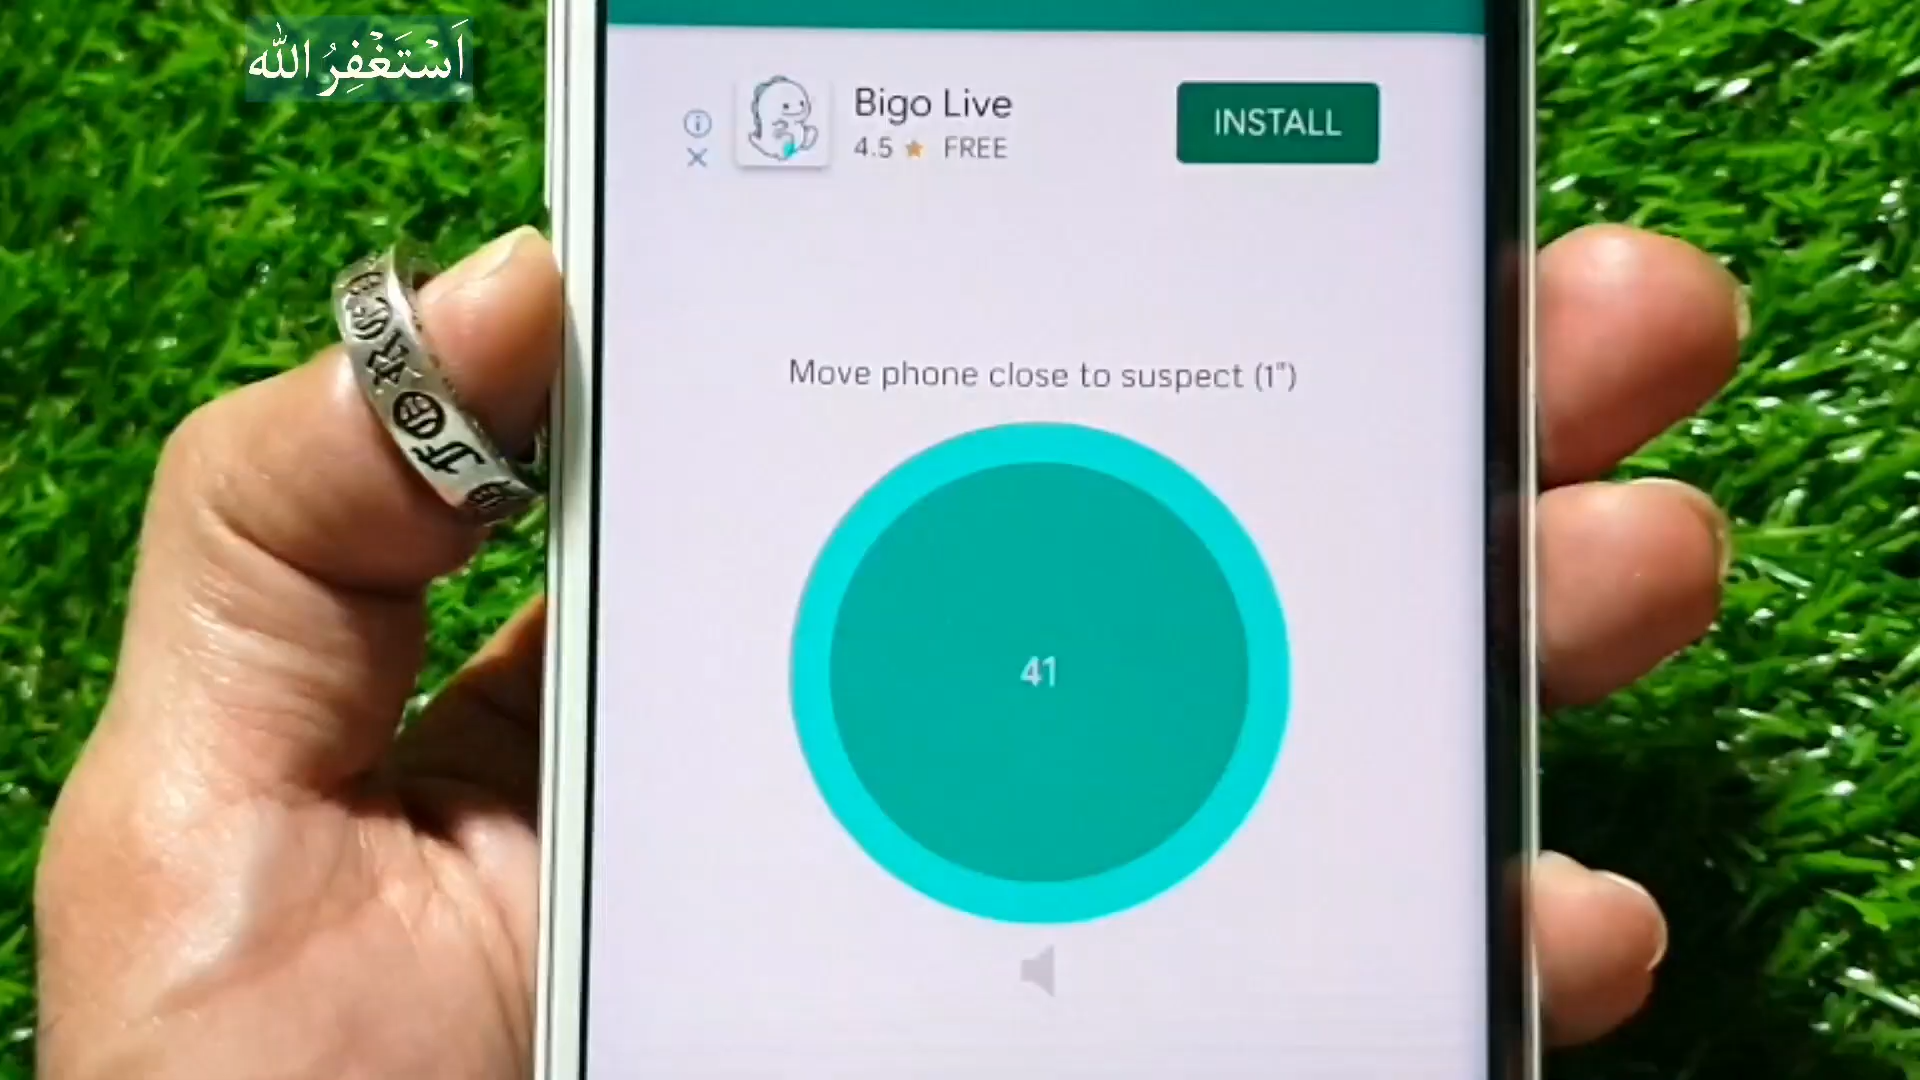 أَسْتَغْفِرُ اللّٰه
Bigo Live
4.5 ★ FREE
INSTALL
Move phone close to suspect (1")
41